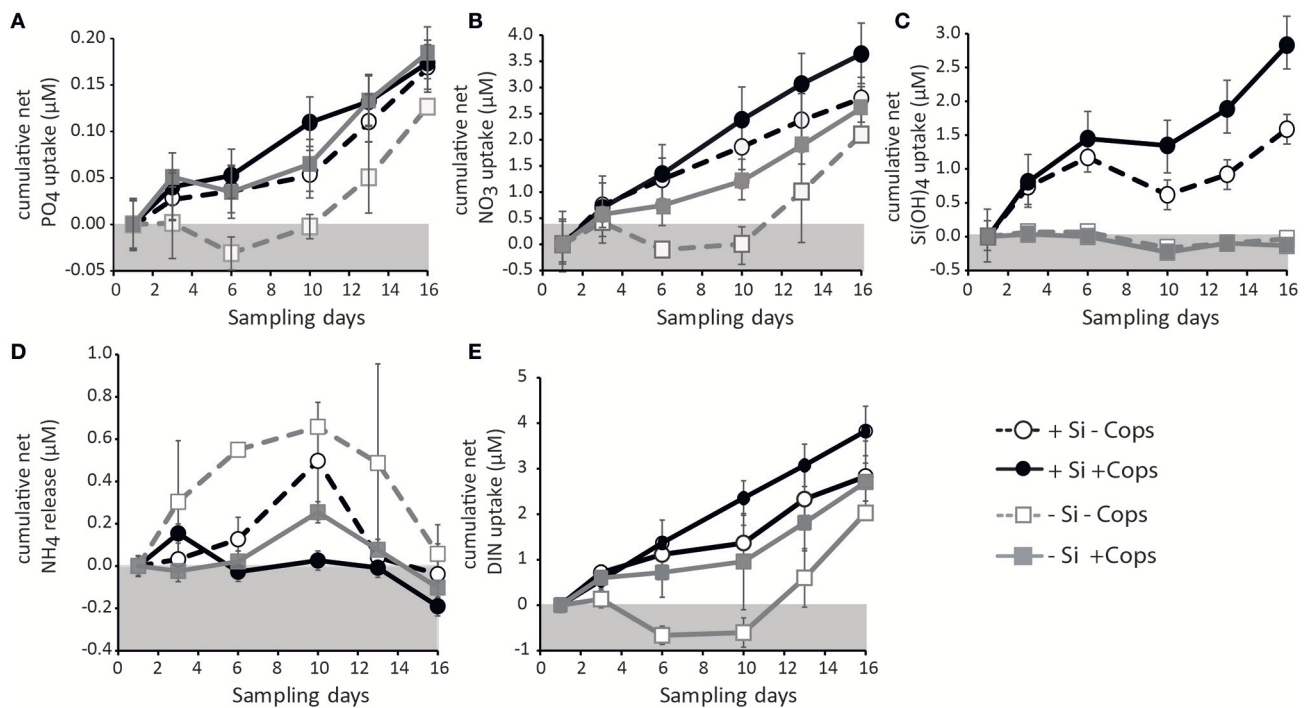 A
cumulative net
PO4 uptake (µM)
0.20
0.15
0.10
0.05
0.00
-0.05
0 2 4 6 8 10 12 14 16
Sampling days
B
cumulative net
NO3 uptake (µM)
4.0
3.5
3.0
2.5
2.0
1.5
1.0
0.5
0.0
-0.5
0 2 4 6 8 10 12 14 16
Sampling days
C
cumulative net
Si(OH)4 uptake (µM)
3.0
2.5
2.0
1.5
1.0
0.5
0.0
-0.5
0 2 4 6 8 10 12 14 16
Sampling days
D
cumulative net
NH4 release (µM)
1.0
0.8
0.6
0.4
0.2
0.0
-0.2
-0.4
0 2 4 6 8 10 12 14 16
Sampling days
E
cumulative net
DIN uptake (µM)
5
4
3
2
1
0
-1
0 2 4 6 8 10 12 14 16
Sampling days
+ Si - Cops
+ Si +Cops
- Si - Cops
- Si +Cops